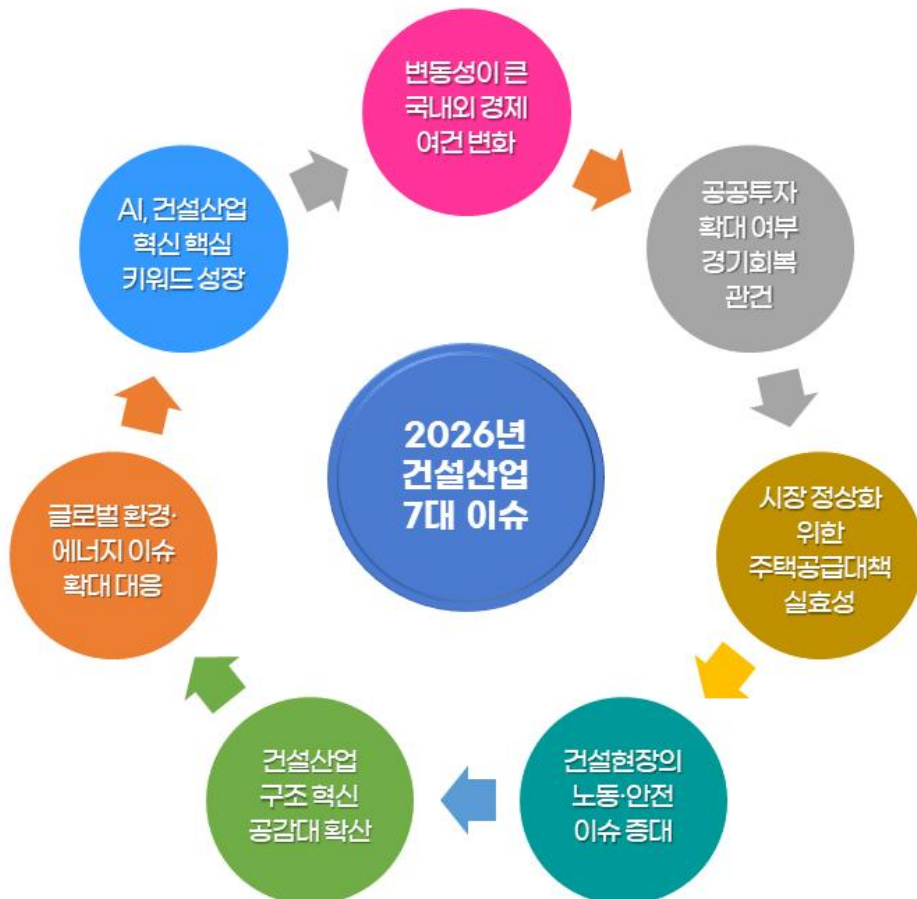 변동성이 큰
국내외 경제
여건 변화
공공투자
확대 여부
경기회복
관건
시장 정상화
위한
주택공급대책
실효성
건설현장의
노동·안전
이슈 증대
건설산업
구조 혁신
공감대 확산
글로벌 환경·
에너지 이슈
확대 대응
AI, 건설산업
혁신 핵심
키워드 성장
2026년
건설산업
7대 이슈